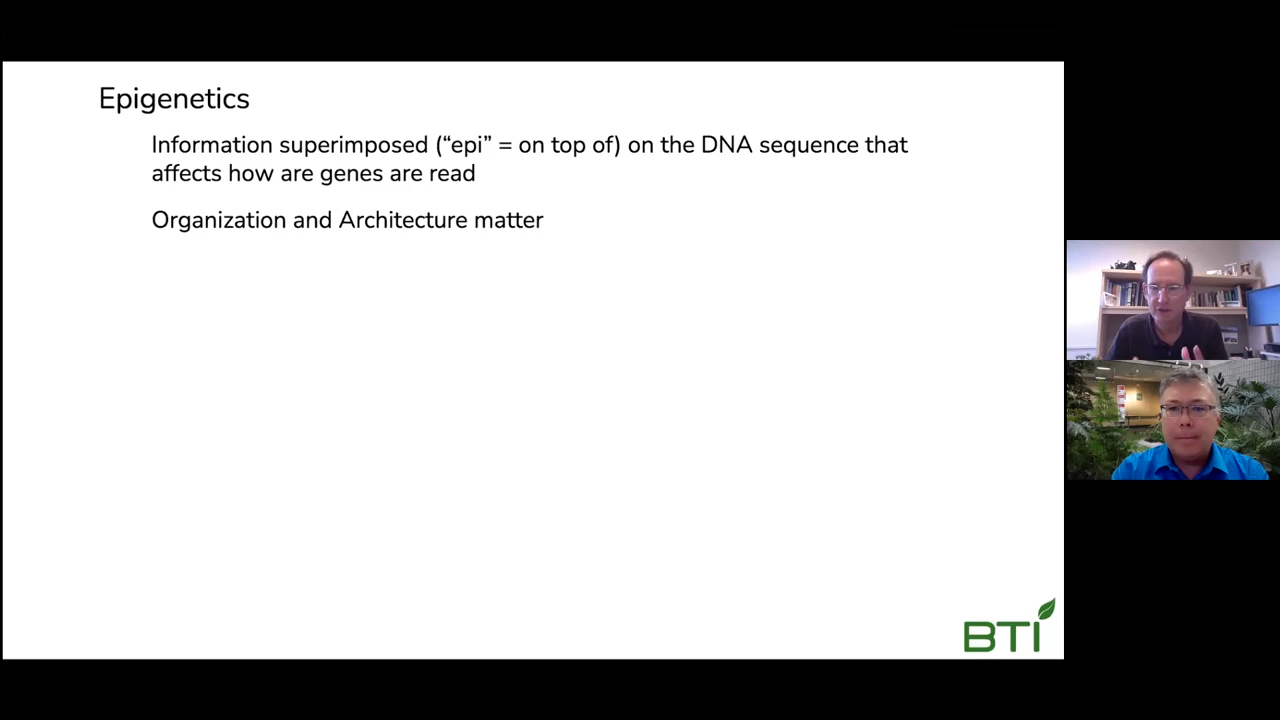 Epigenetics
Information superimposed (“epi” = on top of) on the DNA sequence that
affects how are genes are read
Organization and Architecture matter
BTI